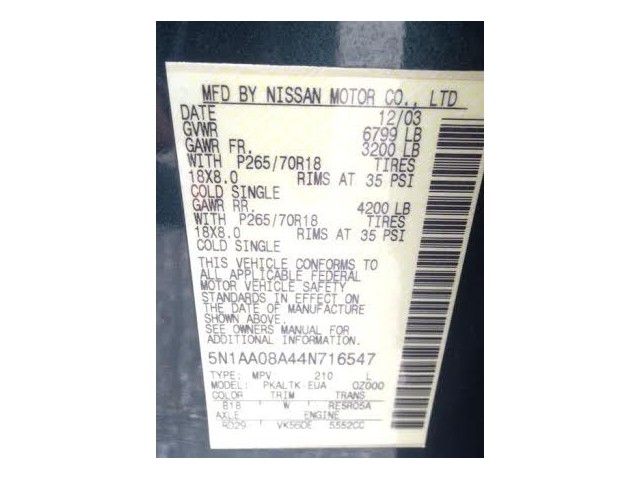 MFD BY NISSAN MOTOR CO., LTD
DATE 12/03
GVWR 6799 LB
GAWR FR. 3200 LB
WITH P265/70R18 TIRES
18X8.0 RIMS AT 35 PSI
COLD SINGLE
GAWR RR. 4200 LB
WITH P265/70R18 TIRES
18X8.0 RIMS AT 35 PSI
COLD SINGLE
THIS VEHICLE CONFORMS TO
ALL APPLICABLE FEDERAL
MOTOR VEHICLE SAFETY
STANDARDS IN EFFECT ON
THE DATE OF MANUFACTURE
SHOWN ABOVE.
SEE OWNERS MANUAL FOR
ADDITIONAL INFORMATION
5N1AA08A44N716547
TYPE: MPV 210 L
MODEL: PKALTK-EUA 0Z000
COLOR TRIM TRANS
B18 W RE5R05A
AXLE ENGINE
RD29 VK56DE 5552CC